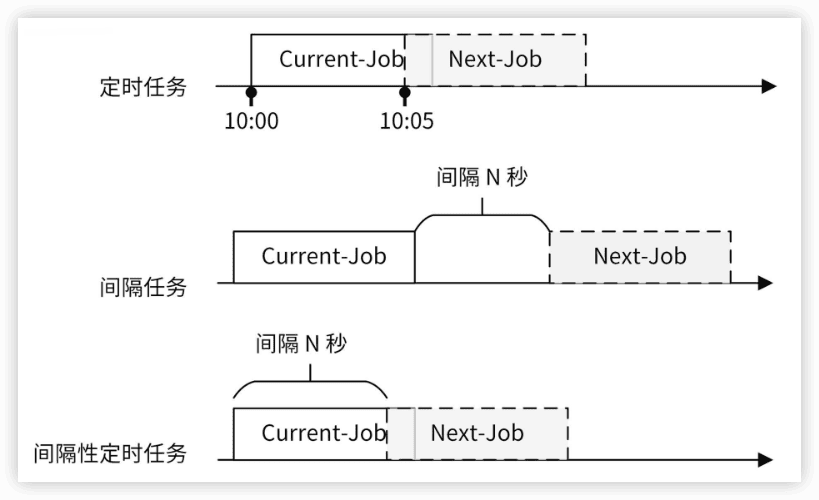 定时任务
Current-Job
Next-Job
10:00
10:05
间隔 N 秒
间隔任务
Current-Job
Next-Job
间隔 N 秒
间隔性定时任务
Current-Job
Next-Job